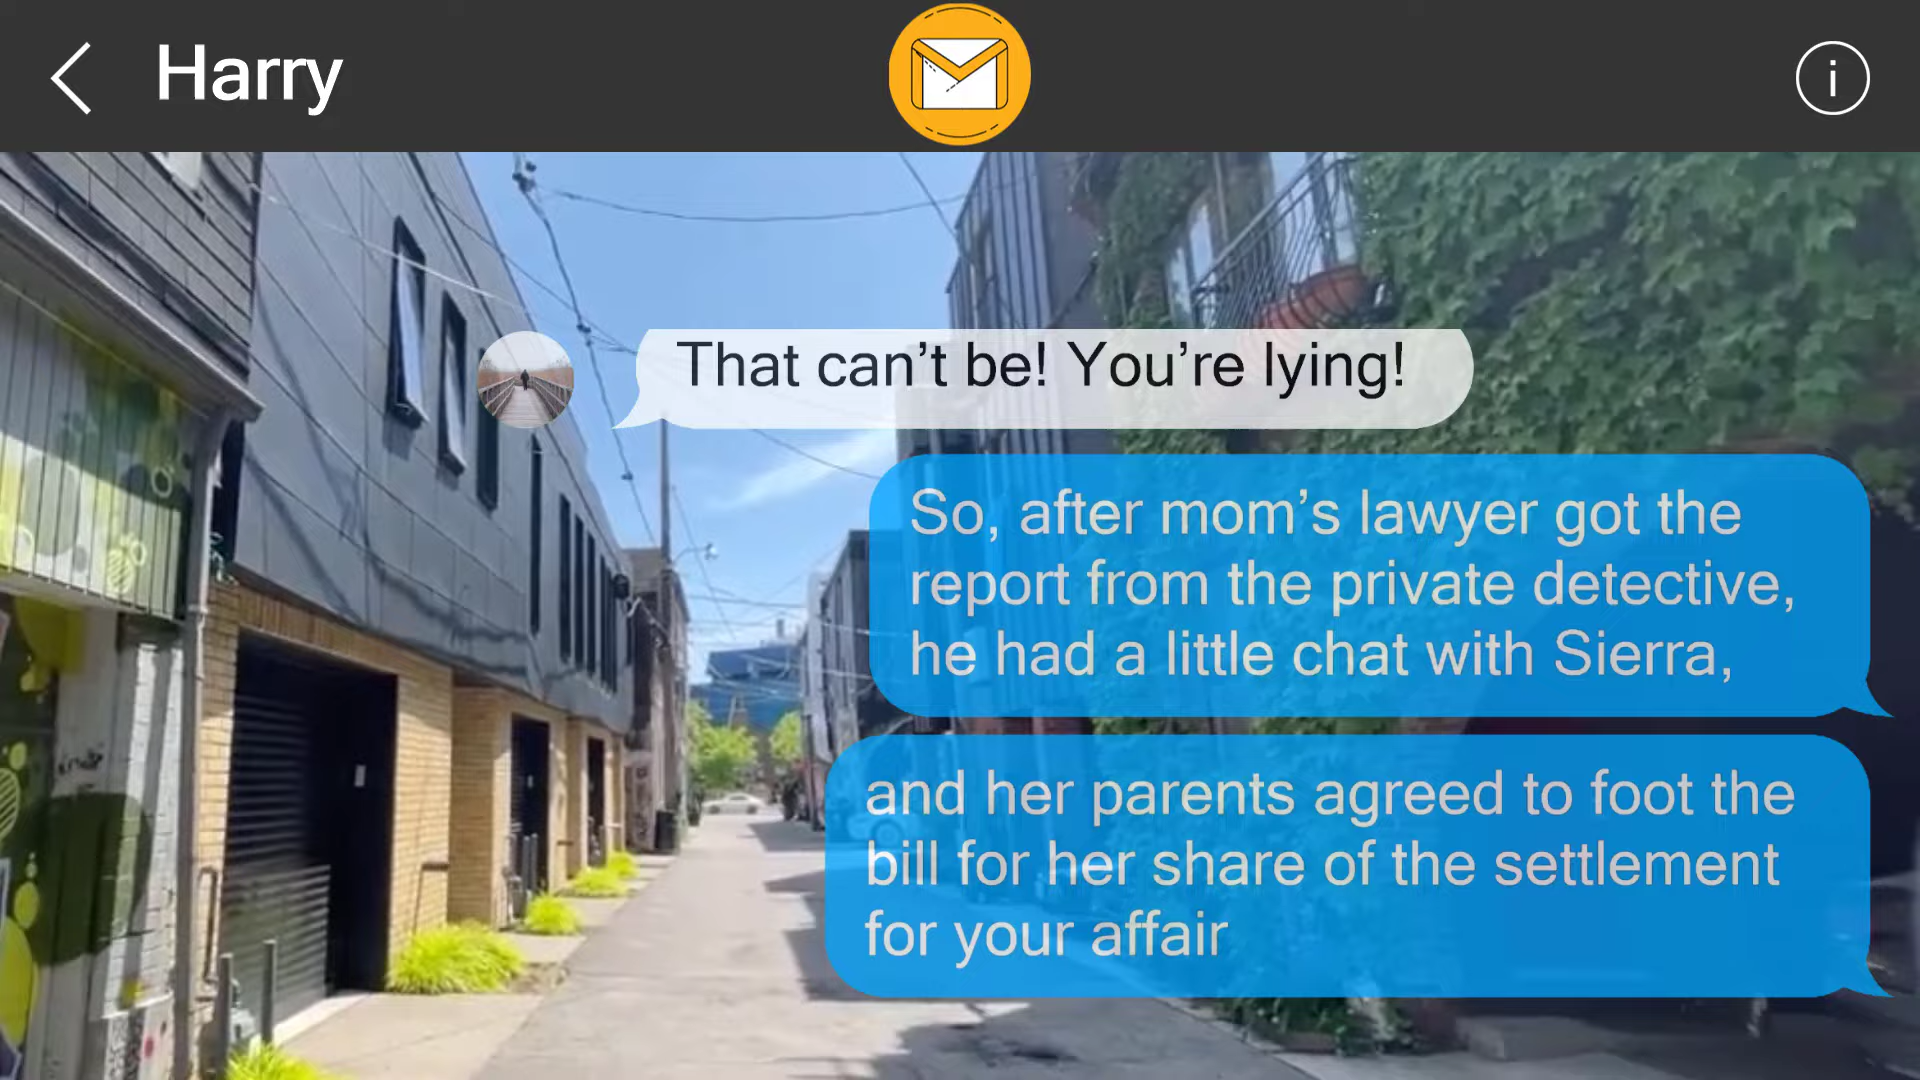 Harry
i
That can’t be! You’re lying!
So, after mom’s lawyer got the
report from the private detective,
he had a little chat with Sierra,
and her parents agreed to foot the
bill for her share of the settlement
for your affair